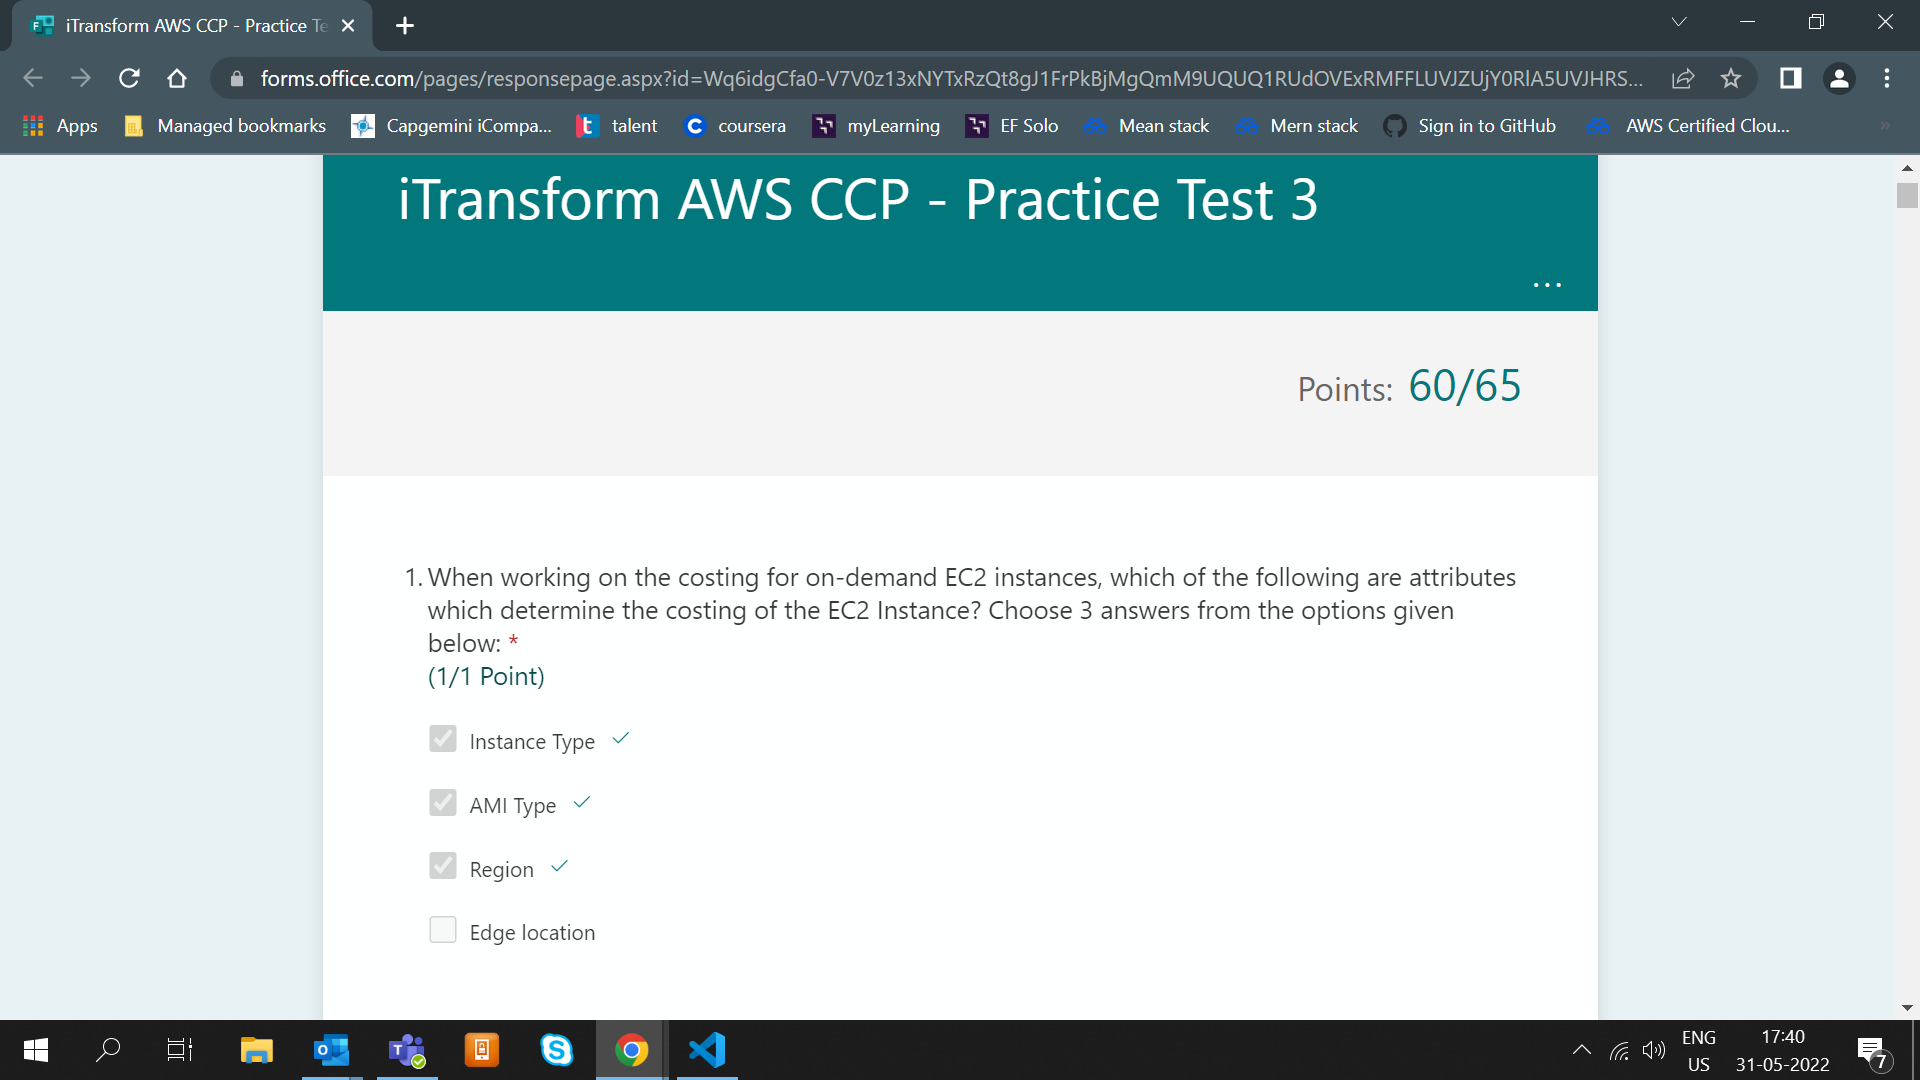 iTransform AWS CCP - Practice Te
forms.office.com/pages/responsepage.aspx?id=Wq6idgCfa0-V7V0z13xNYTxRzQt8gJ1FrPkBjMgQmM9UQUQ1RUdOVExRMFFLUVJZUjY0RlA5UVJHRS...
Apps Managed bookmarks Capgemini iCompa... talent coursera myLearning EF Solo Mean stack Mern stack Sign in to GitHub AWS Certified Clou... »
iTransform AWS CCP - Practice Test 3
...
Points: 60/65
1. When working on the costing for on-demand EC2 instances, which of the following are attributes
which determine the costing of the EC2 Instance? Choose 3 answers from the options given
below: *
(1/1 Point)
Instance Type
AMI Type
Region
Edge location
ENG 17:40
US 31-05-2022 7